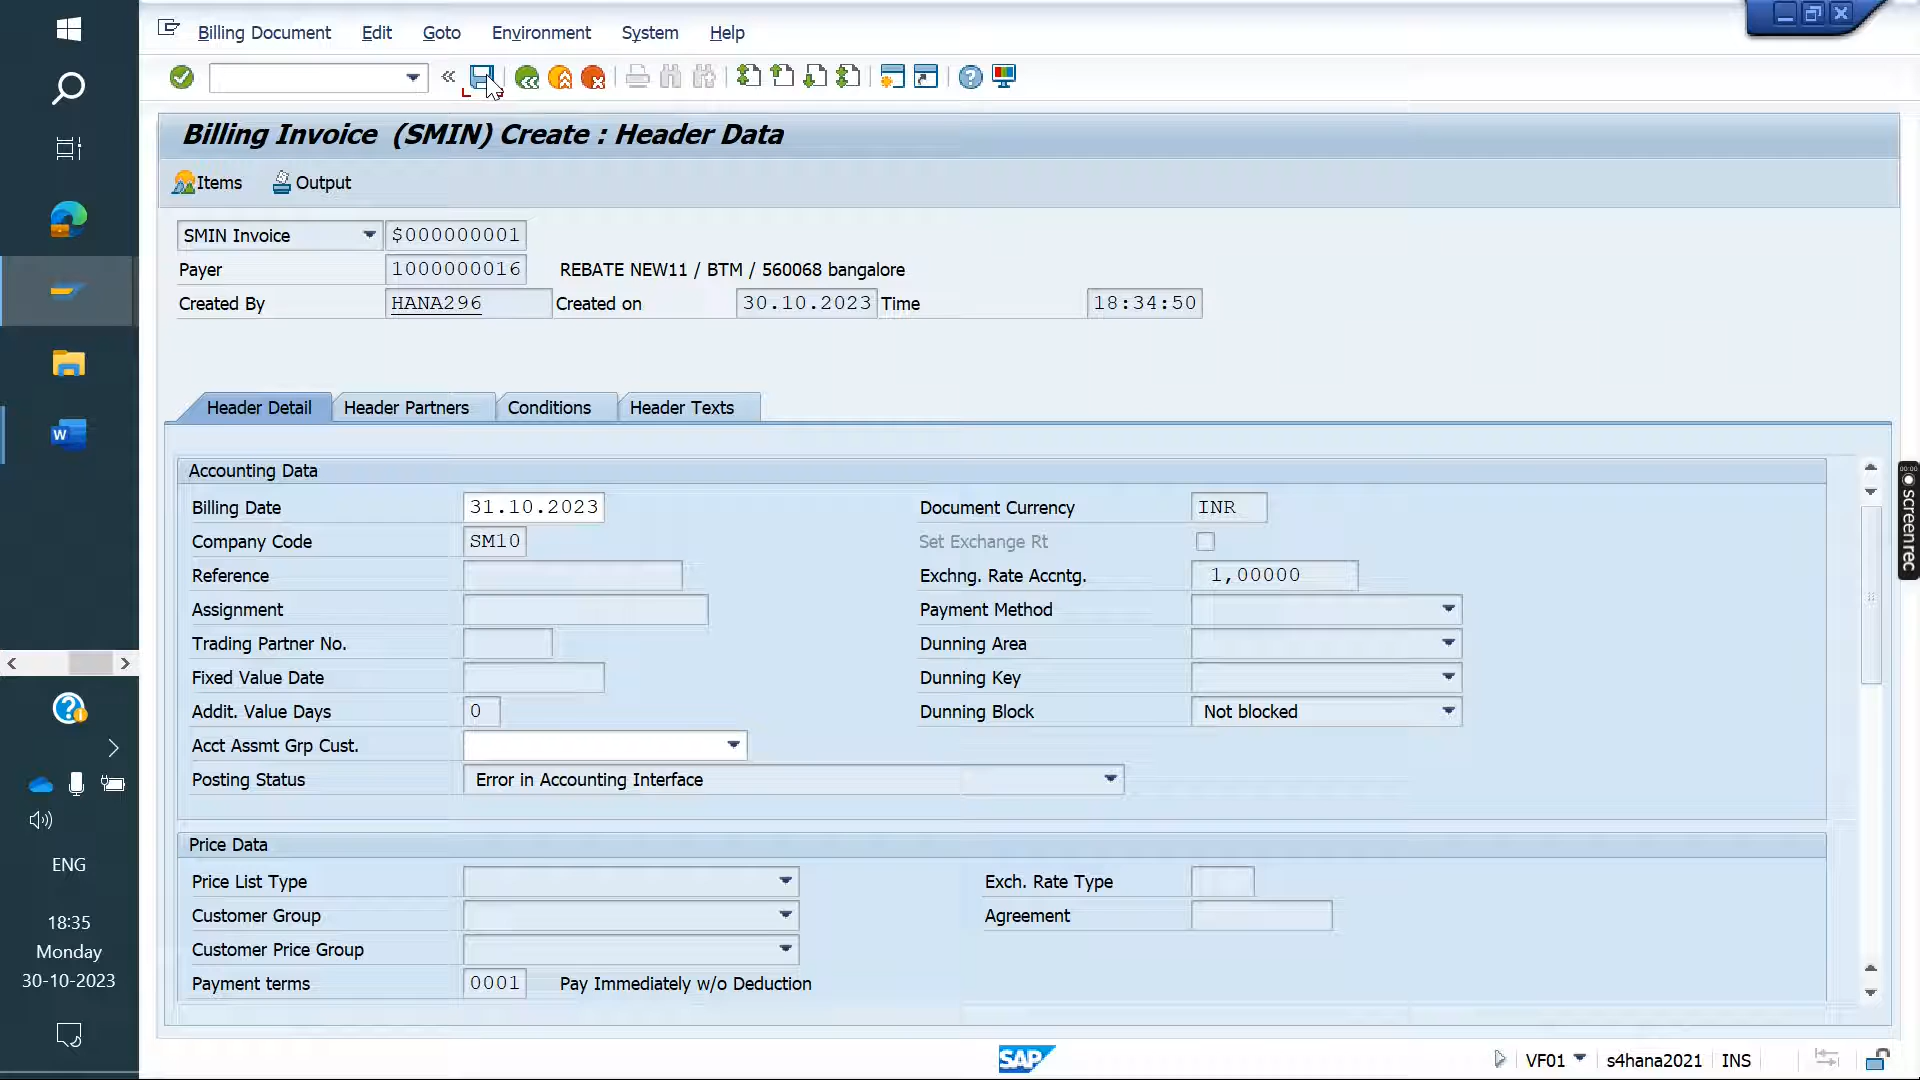 Billing Document Edit Goto Environment System Help
Billing Invoice (SMIN) Create : Header Data
Items Output
SMIN Invoice $000000001
Payer 1000000016 REBATE NEW11 / BTM / 560068 bangalore
Created By HANA296 Created on 30.10.2023 Time 18:34:50
Header Detail Header Partners Conditions Header Texts
Accounting Data
Billing Date 31.10.2023 Document Currency INR
Company Code SM10 Set Exchange Rt
Reference Exchng. Rate Accntg. 1,00000
Assignment Payment Method
Trading Partner No. Dunning Area
Fixed Value Date Dunning Key
Addit. Value Days 0 Dunning Block Not blocked
Acct Assmt Grp Cust.
Posting Status Error in Accounting Interface
Price Data
Price List Type Exch. Rate Type
Customer Group Agreement
Customer Price Group
Payment terms 0001 Pay Immediately w/o Deduction
SAP VF01 s4hana2021 INS
W
ENG
18:35
Monday
30-10-2023
00:00
screenrec